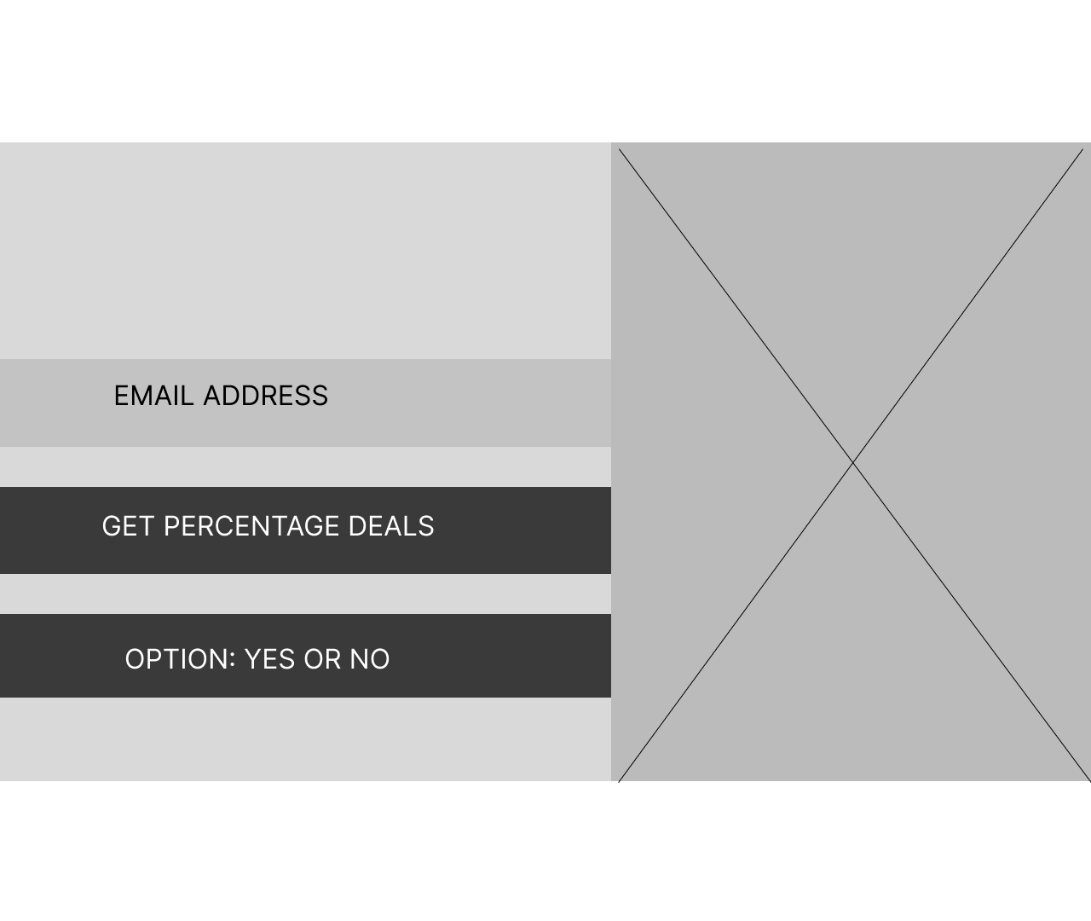 EMAIL ADDRESS
GET PERCENTAGE DEALS
OPTION: YES OR NO